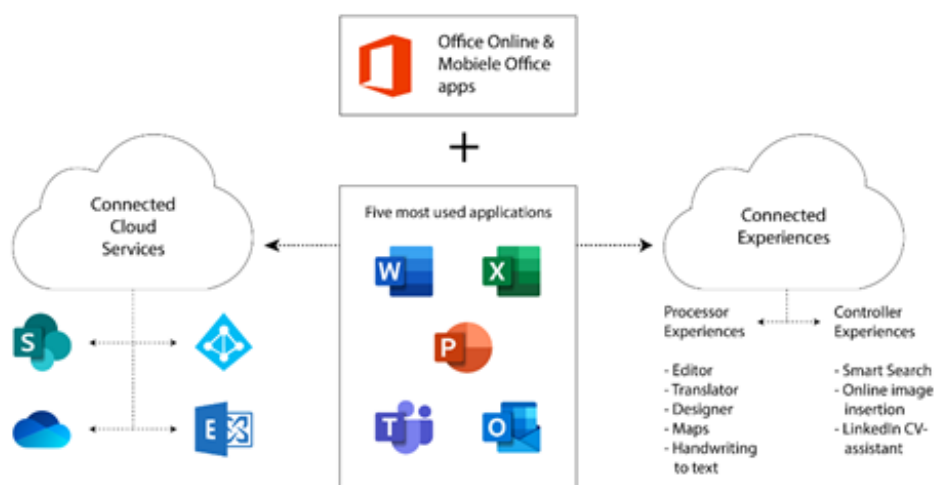 Office Online &
Mobiele Office
apps
+
Connected
Cloud
Services
Five most used applications
Connected
Experiences
W
X
P
T
O
S
E
Processor
Experiences
- Editor
- Translator
- Designer
- Maps
- Handwriting
to text
Controller
Experiences
- Smart Search
- Online image
insertion
- LinkedIn CV-
assistant